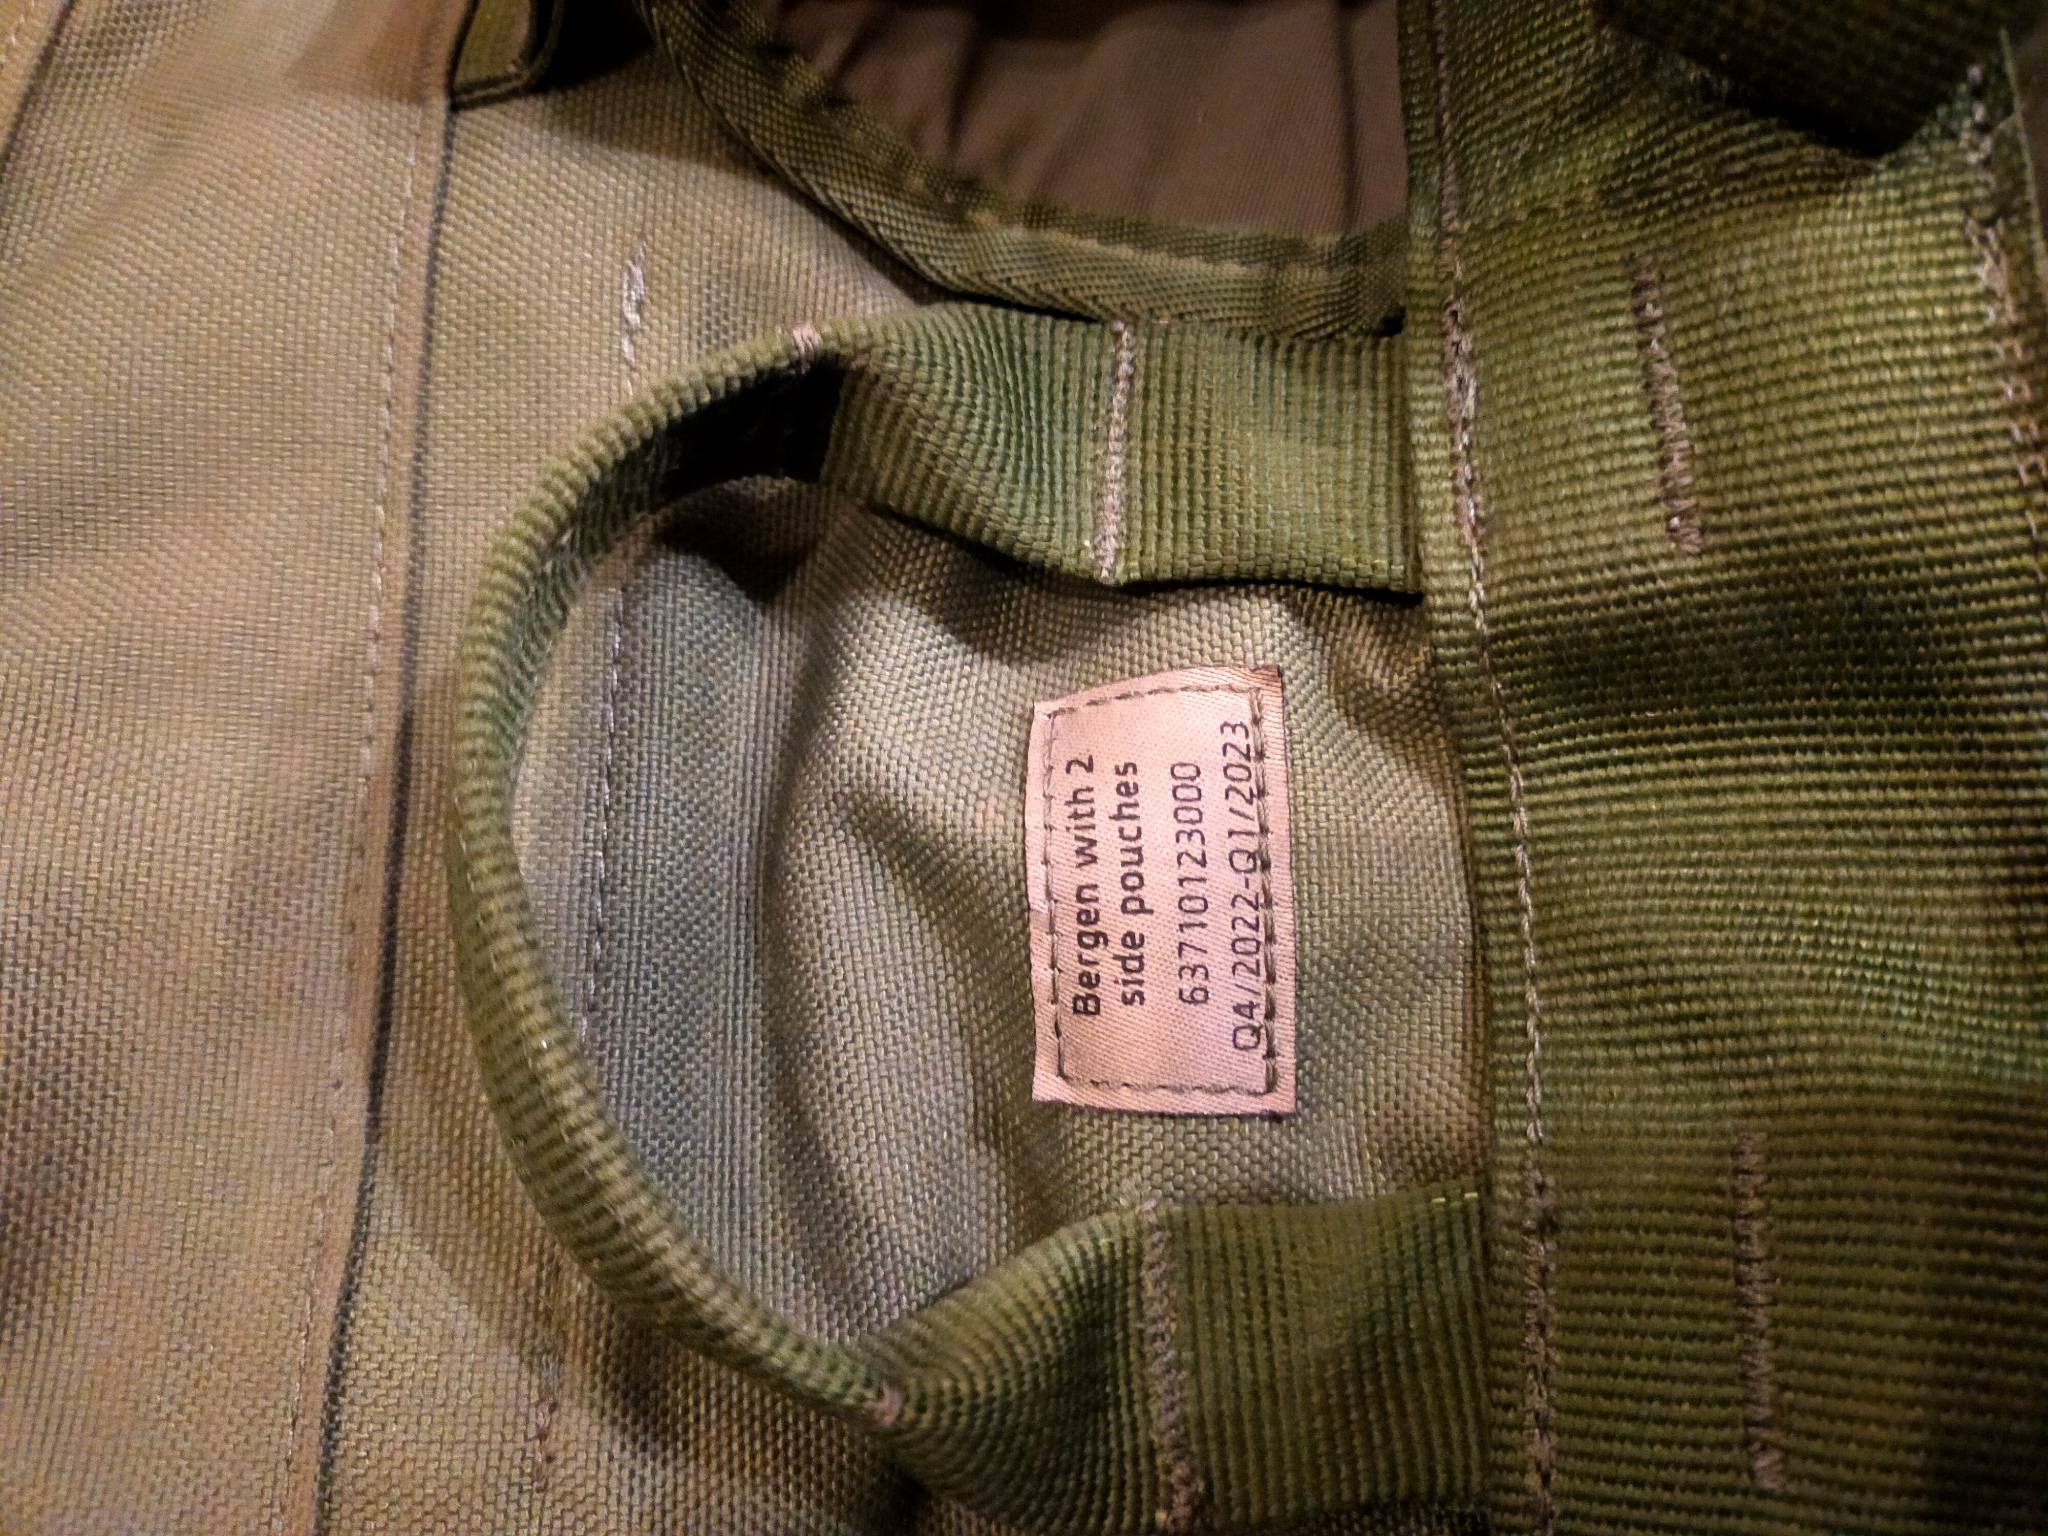 Bergen with 2
side pouches
63710123000
Q4/2022-Q1/2023